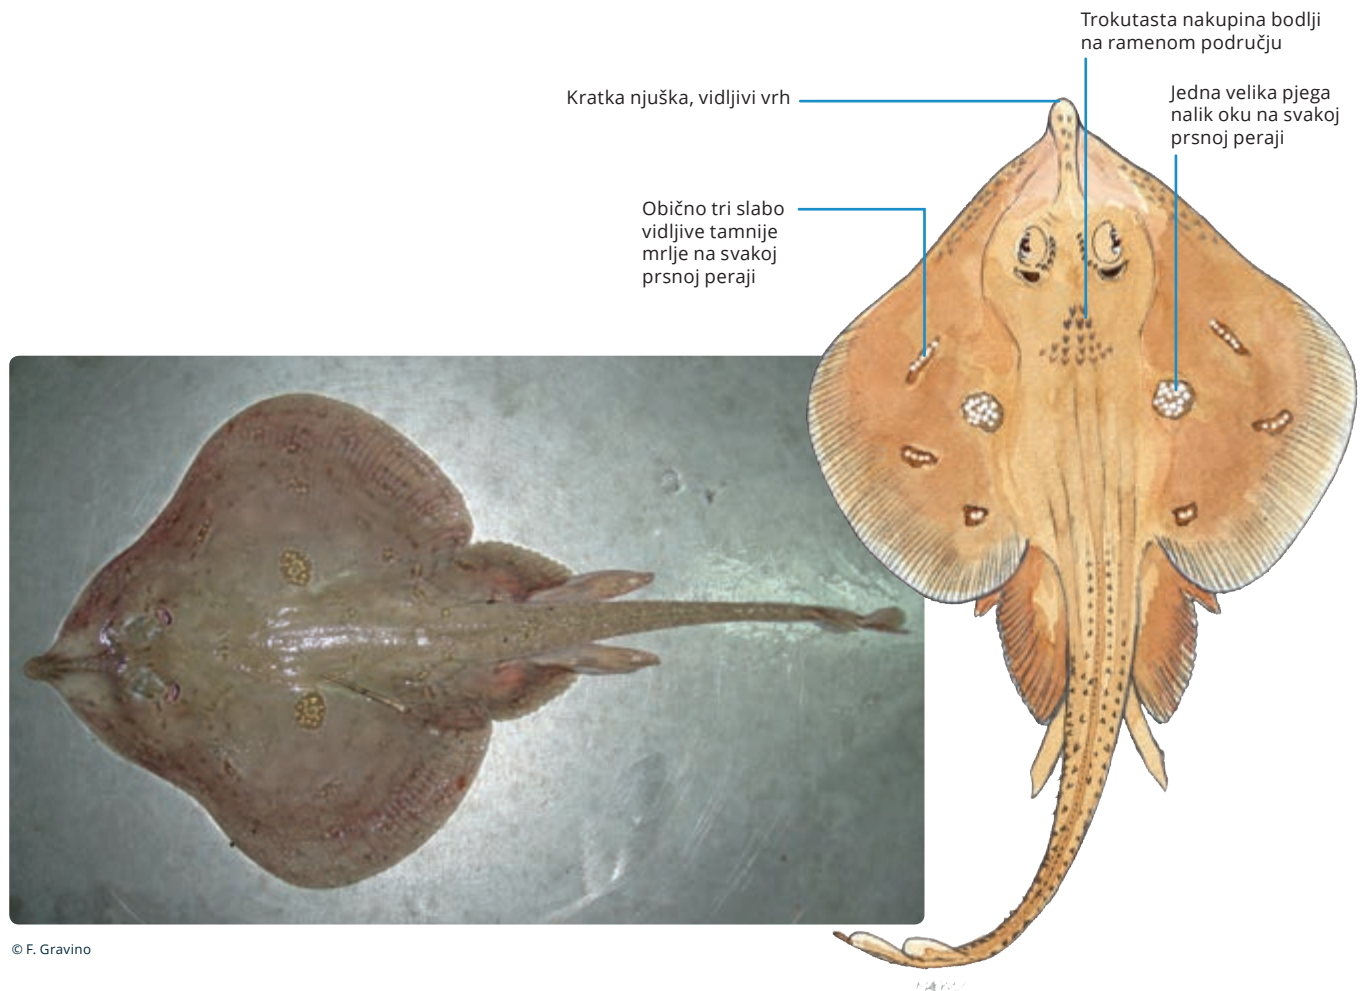 Trokutasta nakupina bodlji
na ramenom području
Kratka njuška, vidljivi vrh
Jedna velika pjega
nalik oku na svakoj
prsnoj peraji
Obično tri slabo
vidljive tamnije
mrlje na svakoj
prsnoj peraji
© F. Gravino